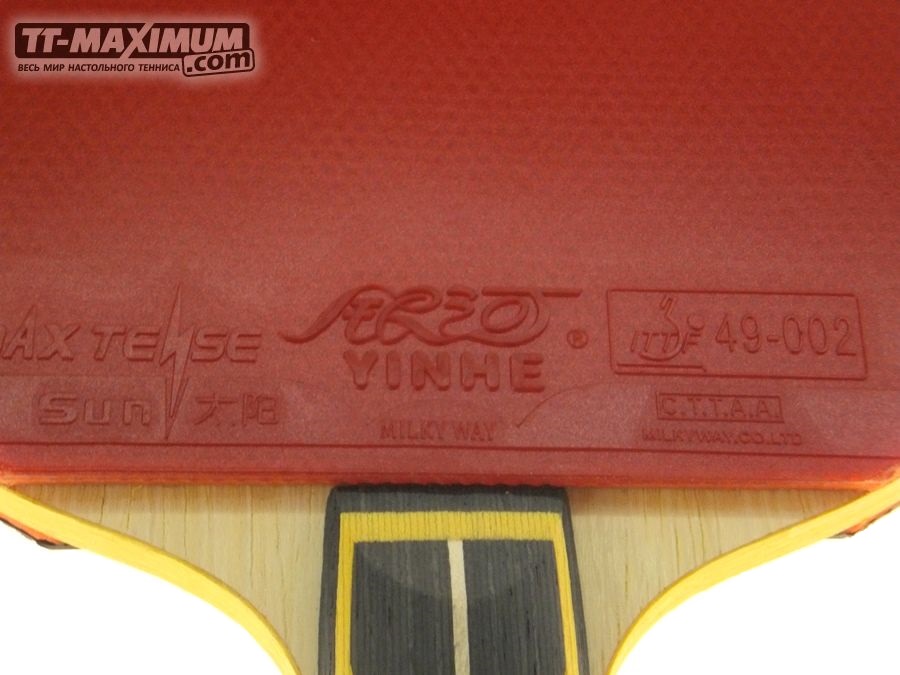 TT-MAXIMUM
.com
ВЕСЬ МИР НАСТОЛЬНОГО ТЕННИСА
AX TENSE
Sun 太阳
YINHE ®
MILKY WAY
ITTF 49-002
C.T.T.A.A.
MILKYWAY.CO.LTD